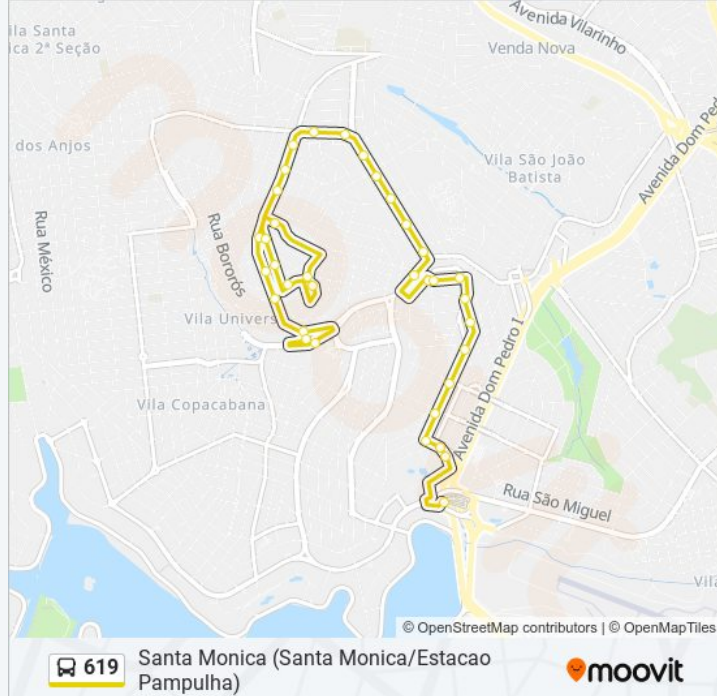 Avenida Vilarinho
ila Santa
ica 2ª Seção
Venda Nova
dos Anjos
Vila São João
Batista
Avenida Dom Ped
Rua México
Rua Bororós
Vila Univers
Avenida Dom Pedro I
Vila Copacabana
Rua São Miguel
Vila
© OpenStreetMap contributors | © OpenMapTiles
619
Santa Monica (Santa Monica/Estacao
Pampulha)
moovit